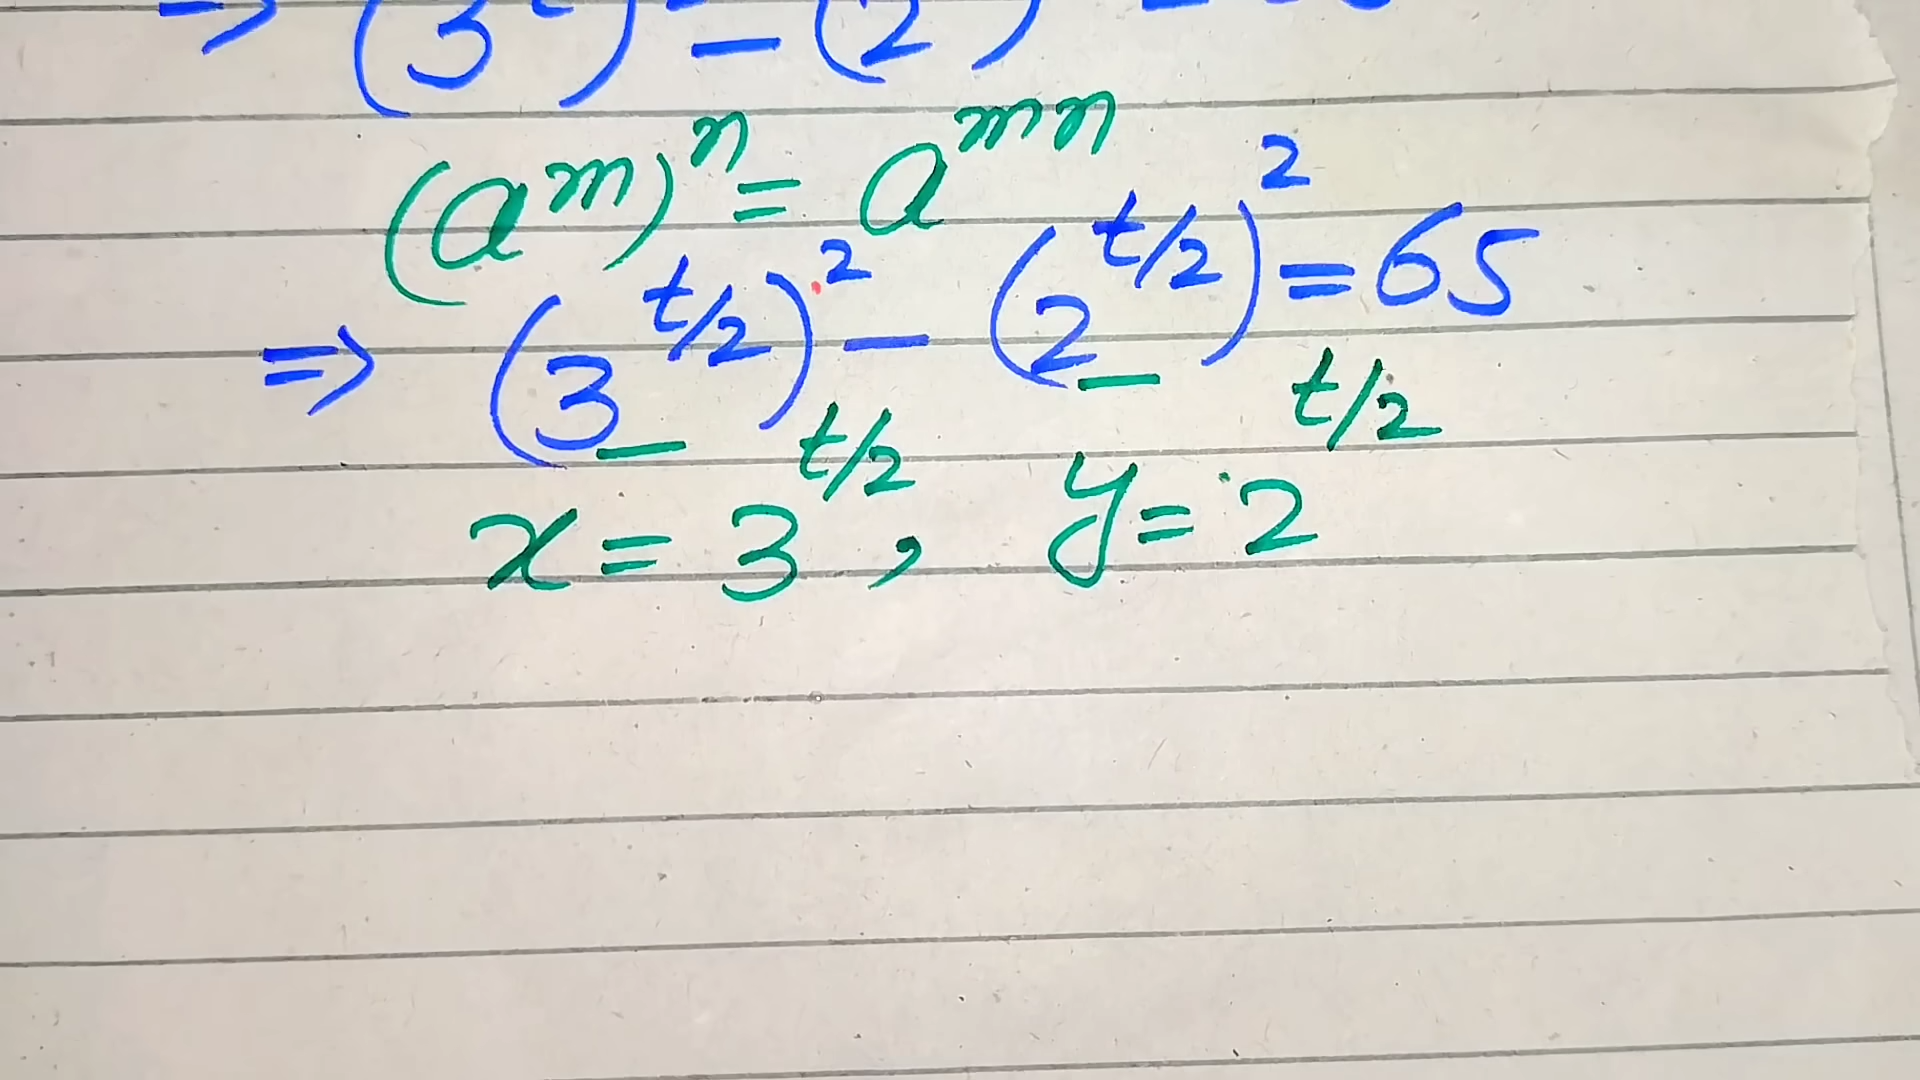 (a^m)^n = a^mn
⇒ (3^t/2)^2 − (2^t/2)^2 = 65
x = 3^t/2, y = 2^t/2